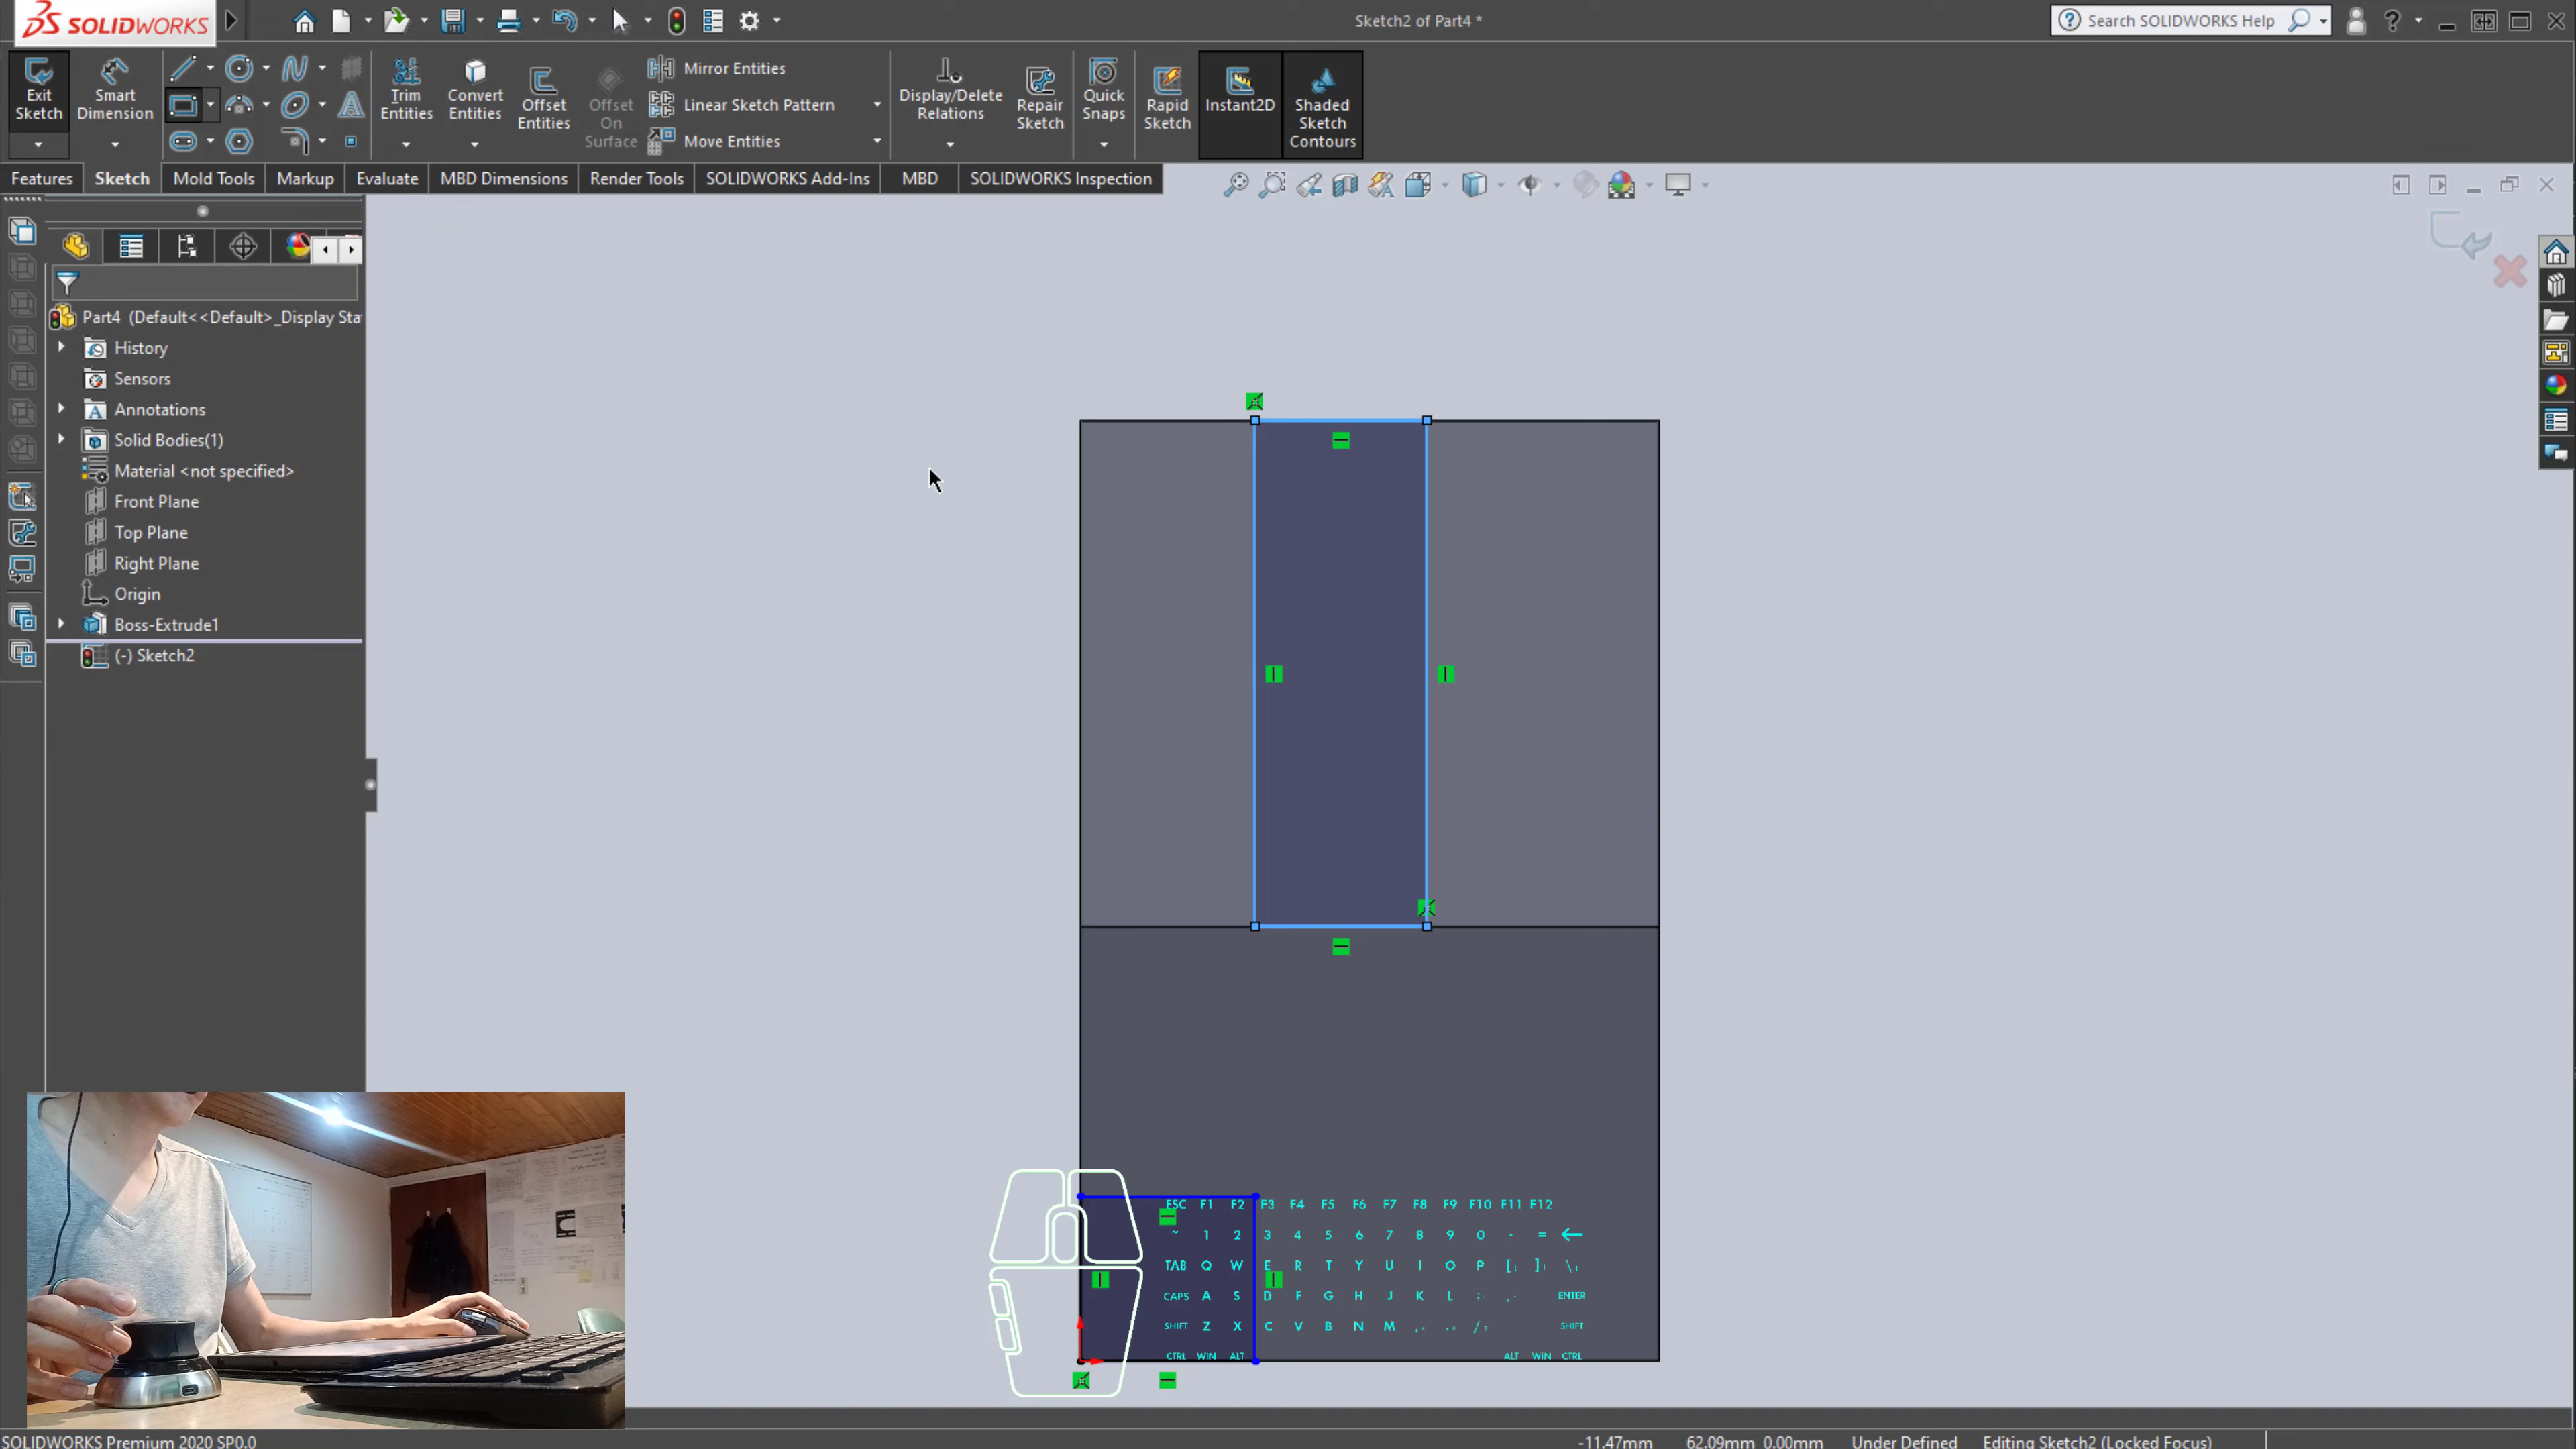 SOLIDWORKS
Sketch2 of Part4 *
Search SOLIDWORKS Help
Exit Sketch
Smart Dimension
Trim Entities
Convert Entities
Offset Entities
Offset On Surface
Mirror Entities
Linear Sketch Pattern
Move Entities
Display/Delete Relations
Repair Sketch
Quick Snaps
Rapid Sketch
Instant2D
Shaded Sketch Contours
Features
Sketch
Mold Tools
Markup
Evaluate
MBD Dimensions
Render Tools
SOLIDWORKS Add-Ins
MBD
SOLIDWORKS Inspection
Part4 (Default<<Default>_Display Sta
History
Sensors
Annotations
Solid Bodies(1)
Material <not specified>
Front Plane
Top Plane
Right Plane
Origin
Boss-Extrude1
(-) Sketch2
ESC F1 F2 F3 F4 F5 F6 F7 F8 F9 F10 F11 F12
~ 1 2 3 4 5 6 7 8 9 0 - = ←
TAB Q W E R T Y U I O P [ ] \
CAPS A S D F G H J K L ; ENTER
SHIFT Z X C V B N M , . / ? SHIFT
CTRL WIN ALT ALT WIN CTRL
SOLIDWORKS Premium 2020 SP0.0
-11.47mm 62.09mm 0.00mm Under Defined Editing Sketch2 (Locked Focus)